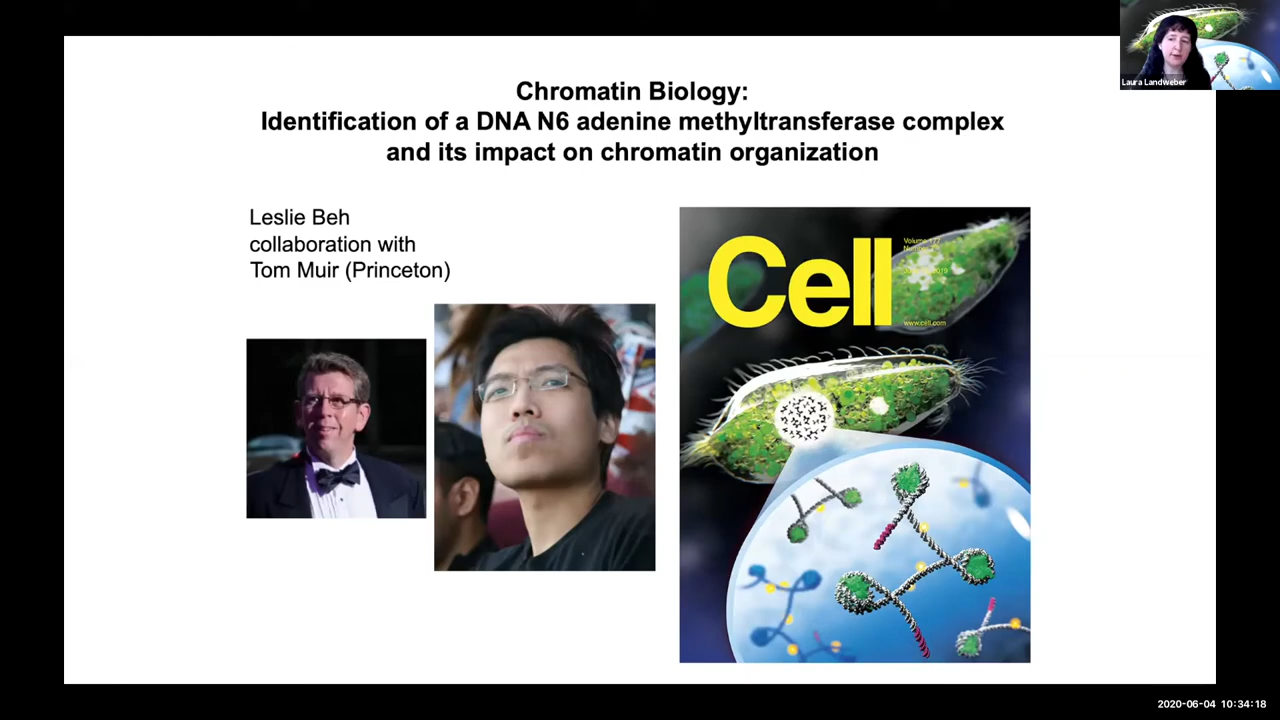 Chromatin Biology:
Identification of a DNA N6 adenine methyltransferase complex
and its impact on chromatin organization
Leslie Beh
collaboration with
Tom Muir (Princeton)
Cell
www.cell.com
Laura Landweber
2020-06-04 10:34:18